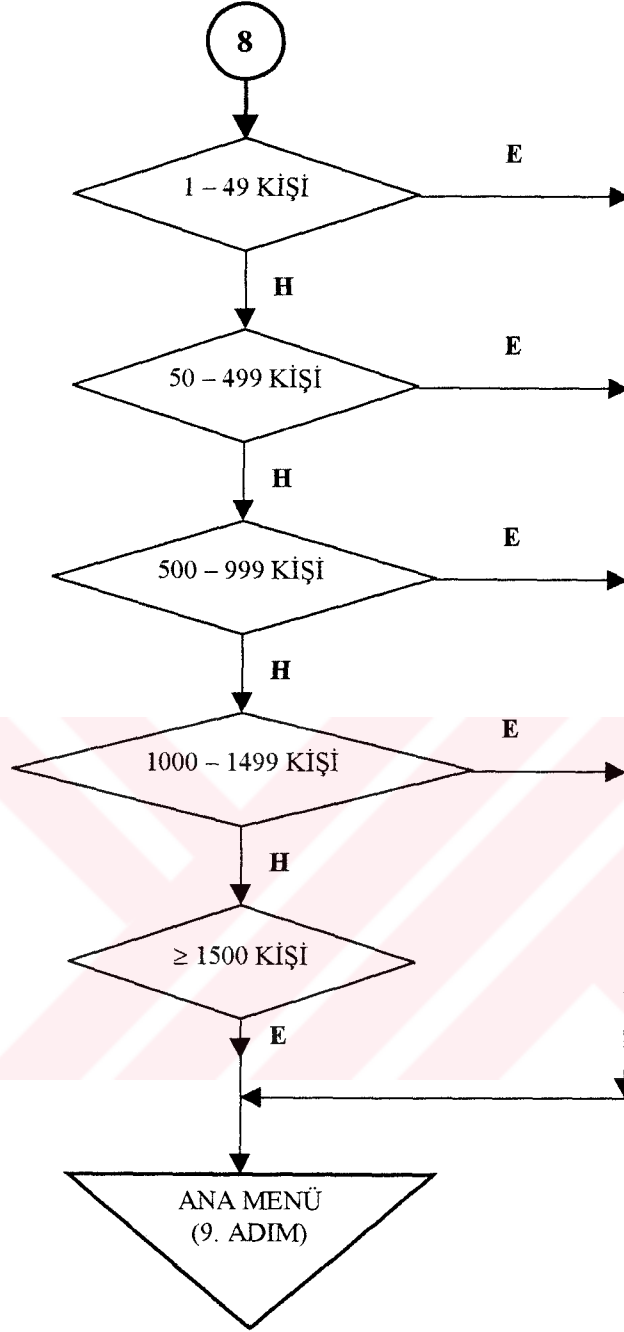 8
1 – 49 KİŞİ
E
H
50 – 499 KİŞİ
E
H
500 – 999 KİŞİ
E
H
1000 – 1499 KİŞİ
E
H
≥ 1500 KİŞİ
E
ANA MENÜ
(9. ADIM)